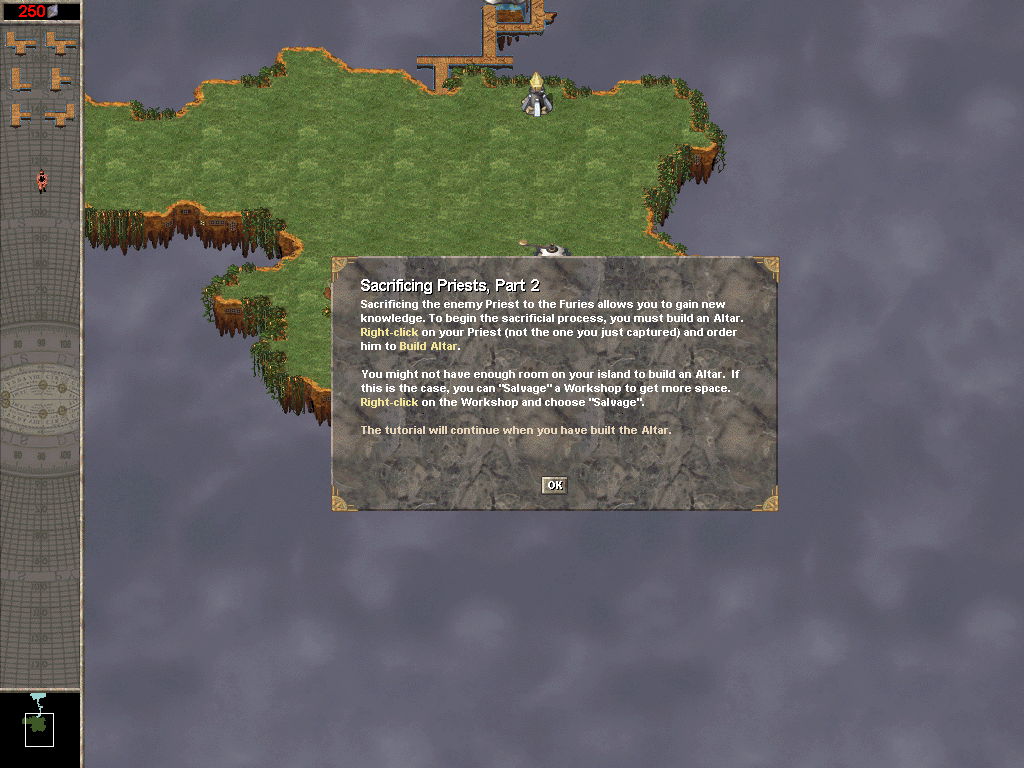 250
Sacrificing Priests, Part 2
Sacrificing the enemy Priest to the Furies allows you to gain new
knowledge. To begin the sacrificial process, you must build an Altar.
Right-click on your Priest (not the one you just captured) and order
him to Build Altar.
You might not have enough room on your island to build an Altar. If
this is the case, you can "Salvage" a Workshop to get more space.
Right-click on the Workshop and choose "Salvage".
The tutorial will continue when you have built the Altar.
OK